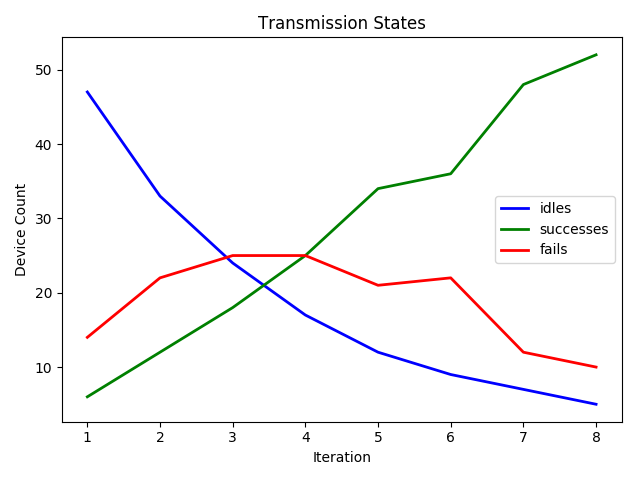 Transmission States
Device Count
50
40
30
20
10
idles
successes
fails
1 2 3 4 5 6 7 8
Iteration